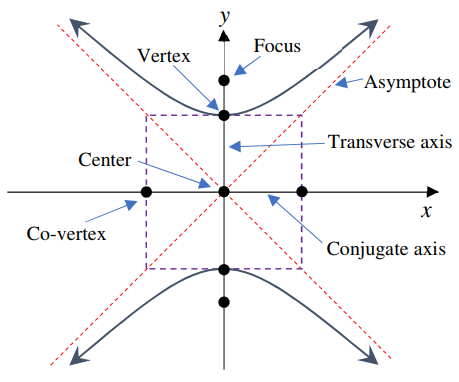 y
Focus
Vertex
Asymptote
Transverse axis
Center
x
Co-vertex
Conjugate axis